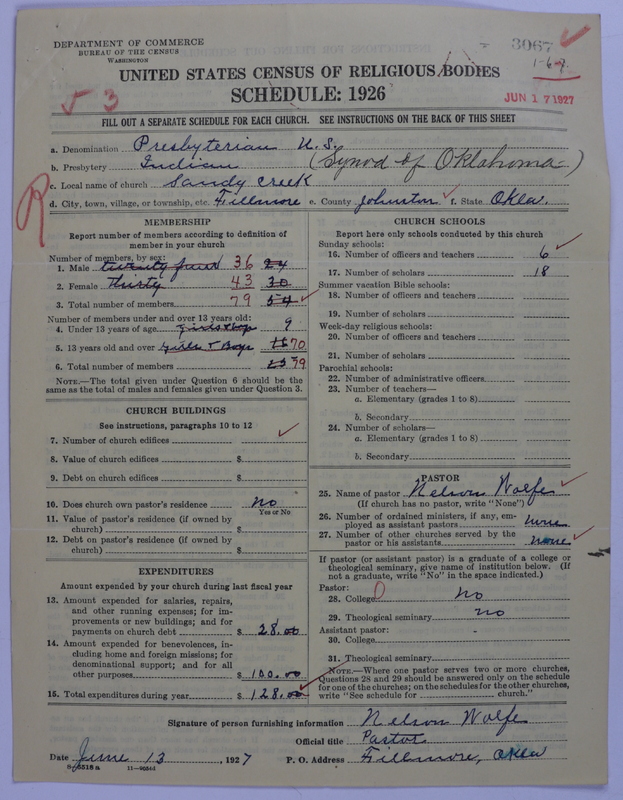 DEPARTMENT OF COMMERCE
BUREAU OF THE CENSUS
WASHINGTON
3067
1-6-
UNITED STATES CENSUS OF RELIGIOUS BODIES
SCHEDULE: 1926
JUN 17 1927
3
FILL OUT A SEPARATE SCHEDULE FOR EACH CHURCH. SEE INSTRUCTIONS ON THE BACK OF THIS SHEET
a. Denomination Presbyterian U.S.
b. Presbytery Indian (Synod of Oklahoma)
c. Local name of church Sandy Creek
d. City, town, village, or township, etc. Fillmore e. County Johnston f. State Okla.
R
MEMBERSHIP
Report number of members according to definition of
member in your church
Number of members, by sex:
1. Male twenty four 36 24
2. Female thirty 43 30
3. Total number of members 79 54
Number of members under and over 13 years old:
4. Under 13 years of age Girls & boys 9
5. 13 years old and over Girls & Boys 70
6. Total number of members 79
NOTE.—The total given under Question 6 should be
the same as the total of males and females given under Question 3.
CHURCH BUILDINGS
See instructions, paragraphs 10 to 12
7. Number of church edifices
8. Value of church edifices $
9. Debt on church edifices $
10. Does church own pastor's residence no
Yes or No
11. Value of pastor's residence (if owned by
church) $
12. Debt on pastor's residence (if owned by
church) $
EXPENDITURES
Amount expended by your church during last fiscal year
13. Amount expended for salaries, repairs,
and other running expenses; for im-
provements or new buildings; and for
payments on church debt $ 28.00
14. Amount expended for benevolences, in-
cluding home and foreign missions; for
denominational support; and for all
other purposes $ 100.00
15. Total expenditures during year $ 128.00
CHURCH SCHOOLS
Report here only schools conducted by this church
Sunday schools:
16. Number of officers and teachers 6
17. Number of scholars 18
Summer vacation Bible schools:
18. Number of officers and teachers
19. Number of scholars
Week-day religious schools:
20. Number of officers and teachers
21. Number of scholars
Parochial schools:
22. Number of administrative officers
23. Number of teachers—
a. Elementary (grades 1 to 8)
b. Secondary
24. Number of scholars—
a. Elementary (grades 1 to 8)
b. Secondary
PASTOR
25. Name of pastor Nelson Wolfe
(If church has no pastor, write "None")
26. Number of ordained ministers, if any, em-
ployed as assistant pastors none
27. Number of other churches served by the
pastor or his assistants none
If pastor (or assistant pastor) is a graduate of a college or
theological seminary, give name of institution below. (If
not a graduate, write "No" in the space indicated.)
Pastor:
28. College no
29. Theological seminary no
Assistant pastor:
30. College
31. Theological seminary
NOTE.—Where one pastor serves two or more churches,
Questions 28 and 29 should be answered only on the schedule
for one of the churches; on the schedules for the other churches,
write "See schedule for church."
Signature of person furnishing information Nelson Wolfe
Official title Pastor
Date June 13, 1927 P. O. Address Fillmore, Okla